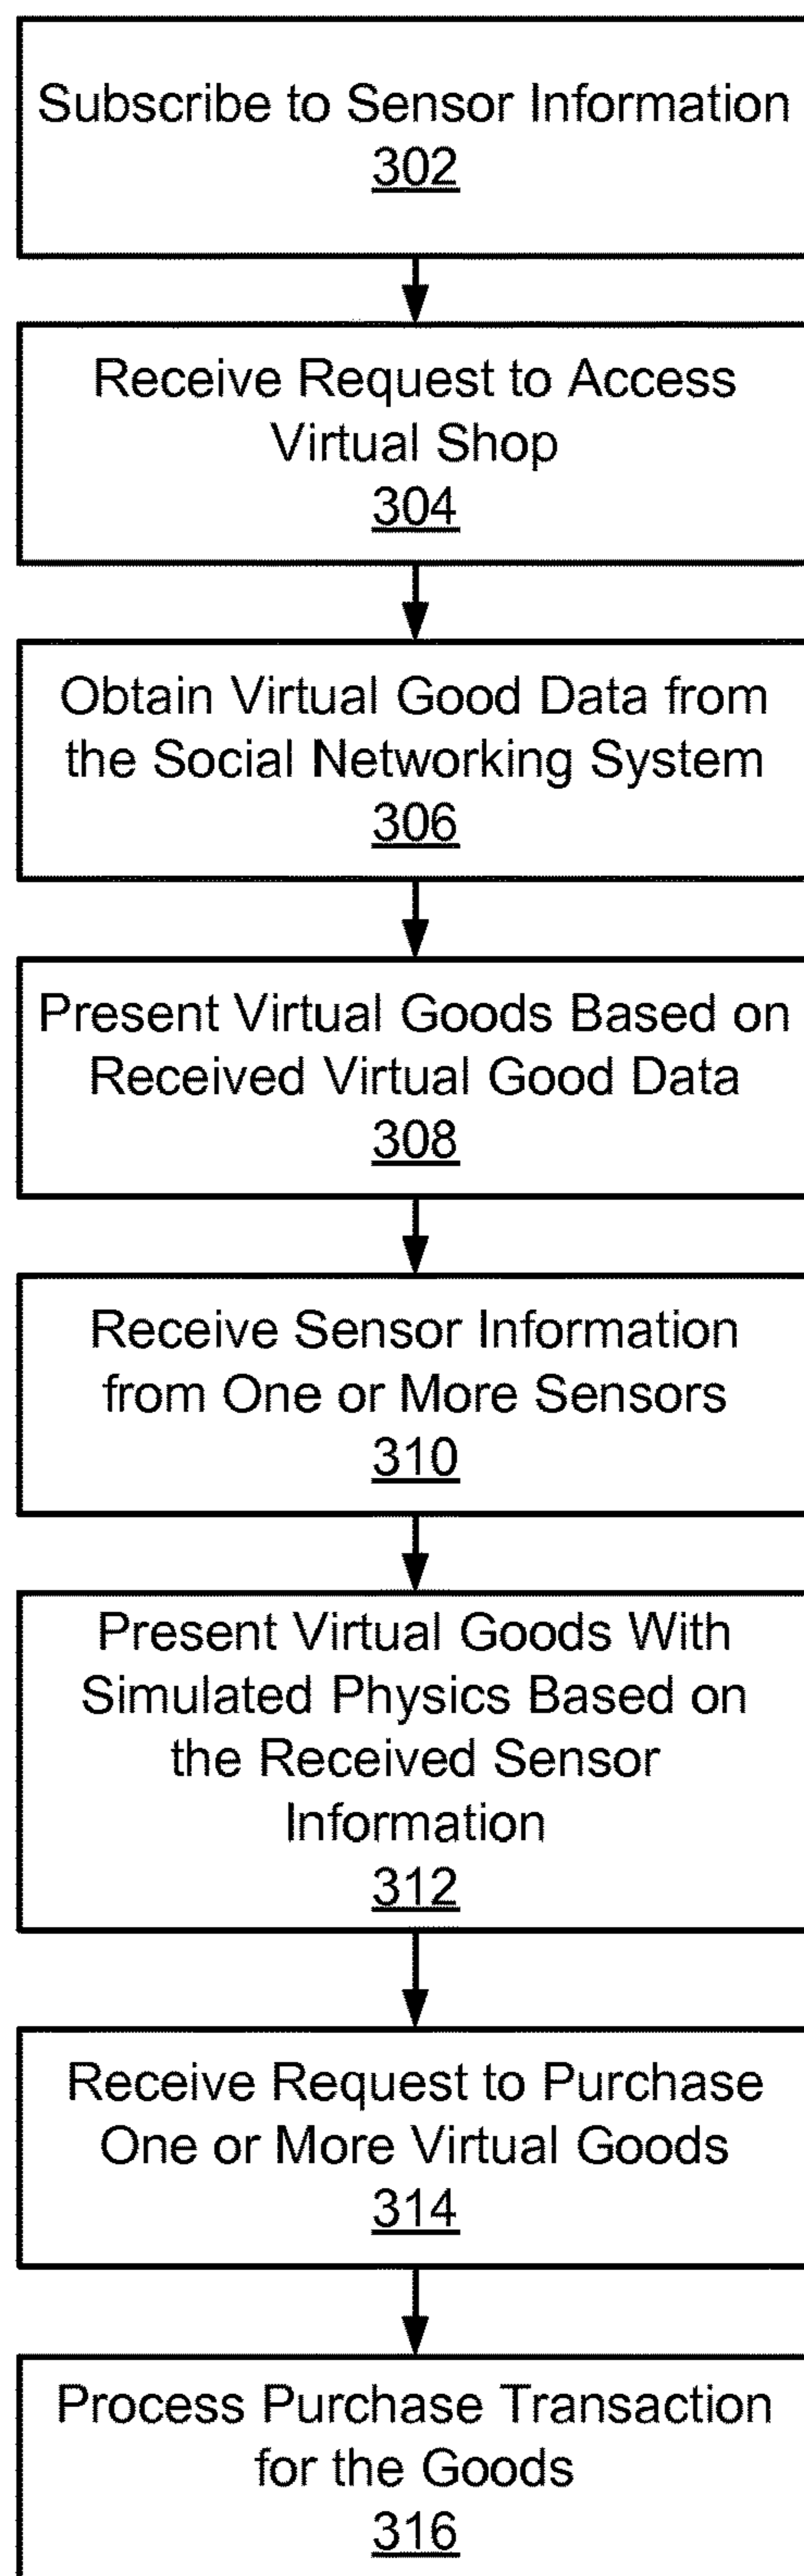 Subscribe to Sensor Information
302
Receive Request to Access
Virtual Shop
304
Obtain Virtual Good Data from
the Social Networking System
306
Present Virtual Goods Based on
Received Virtual Good Data
308
Receive Sensor Information
from One or More Sensors
310
Present Virtual Goods With
Simulated Physics Based on
the Received Sensor
Information
312
Receive Request to Purchase
One or More Virtual Goods
314
Process Purchase Transaction
for the Goods
316